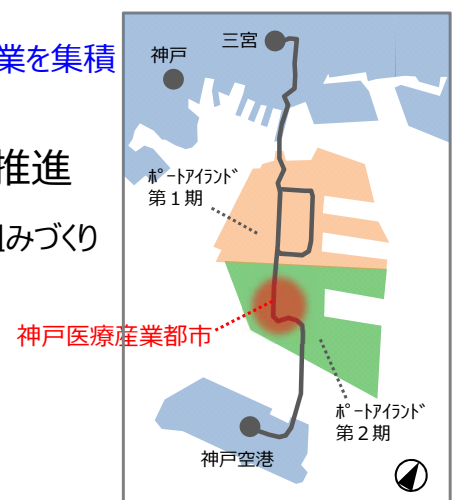 業を集積
推進
組みづくり
三宮
神戸
ﾎﾟｰﾄｱｲﾗﾝﾄﾞ
第１期
神戸医療産業都市
ﾎﾟｰﾄｱｲﾗﾝﾄﾞ
第２期
神戸空港